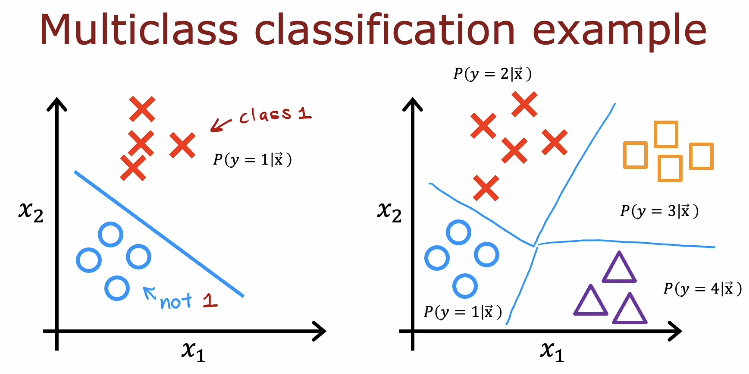 Multiclass classification example
class 1
P(y = 1|x⃗)
x₂
not 1
x₁
P(y = 2|x⃗)
P(y = 3|x⃗)
x₂
P(y = 4|x⃗)
P(y = 1|x⃗)
x₁